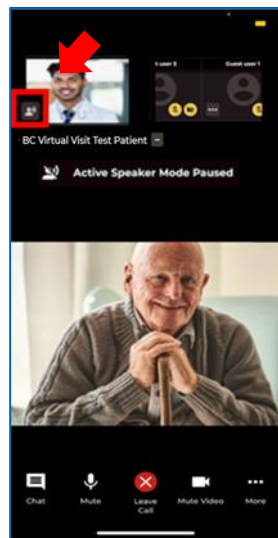 t user 5
Guest user 1
BC Virtual Visit Test Patient
Active Speaker Mode Paused
Chat
Mute
Leave Call
Mute Video
More